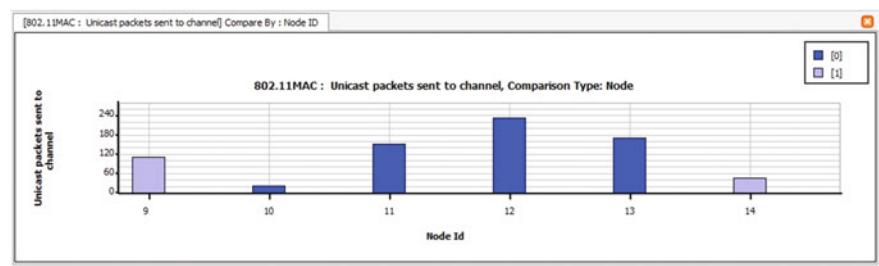 [802.11MAC : Unicast packets sent to channel] Compare By : Node ID
[0]
[1]
802.11MAC : Unicast packets sent to channel, Comparison Type: Node
Unicast packets sent to
channel
240
180
120
60
0
9 10 11 12 13 14
Node Id